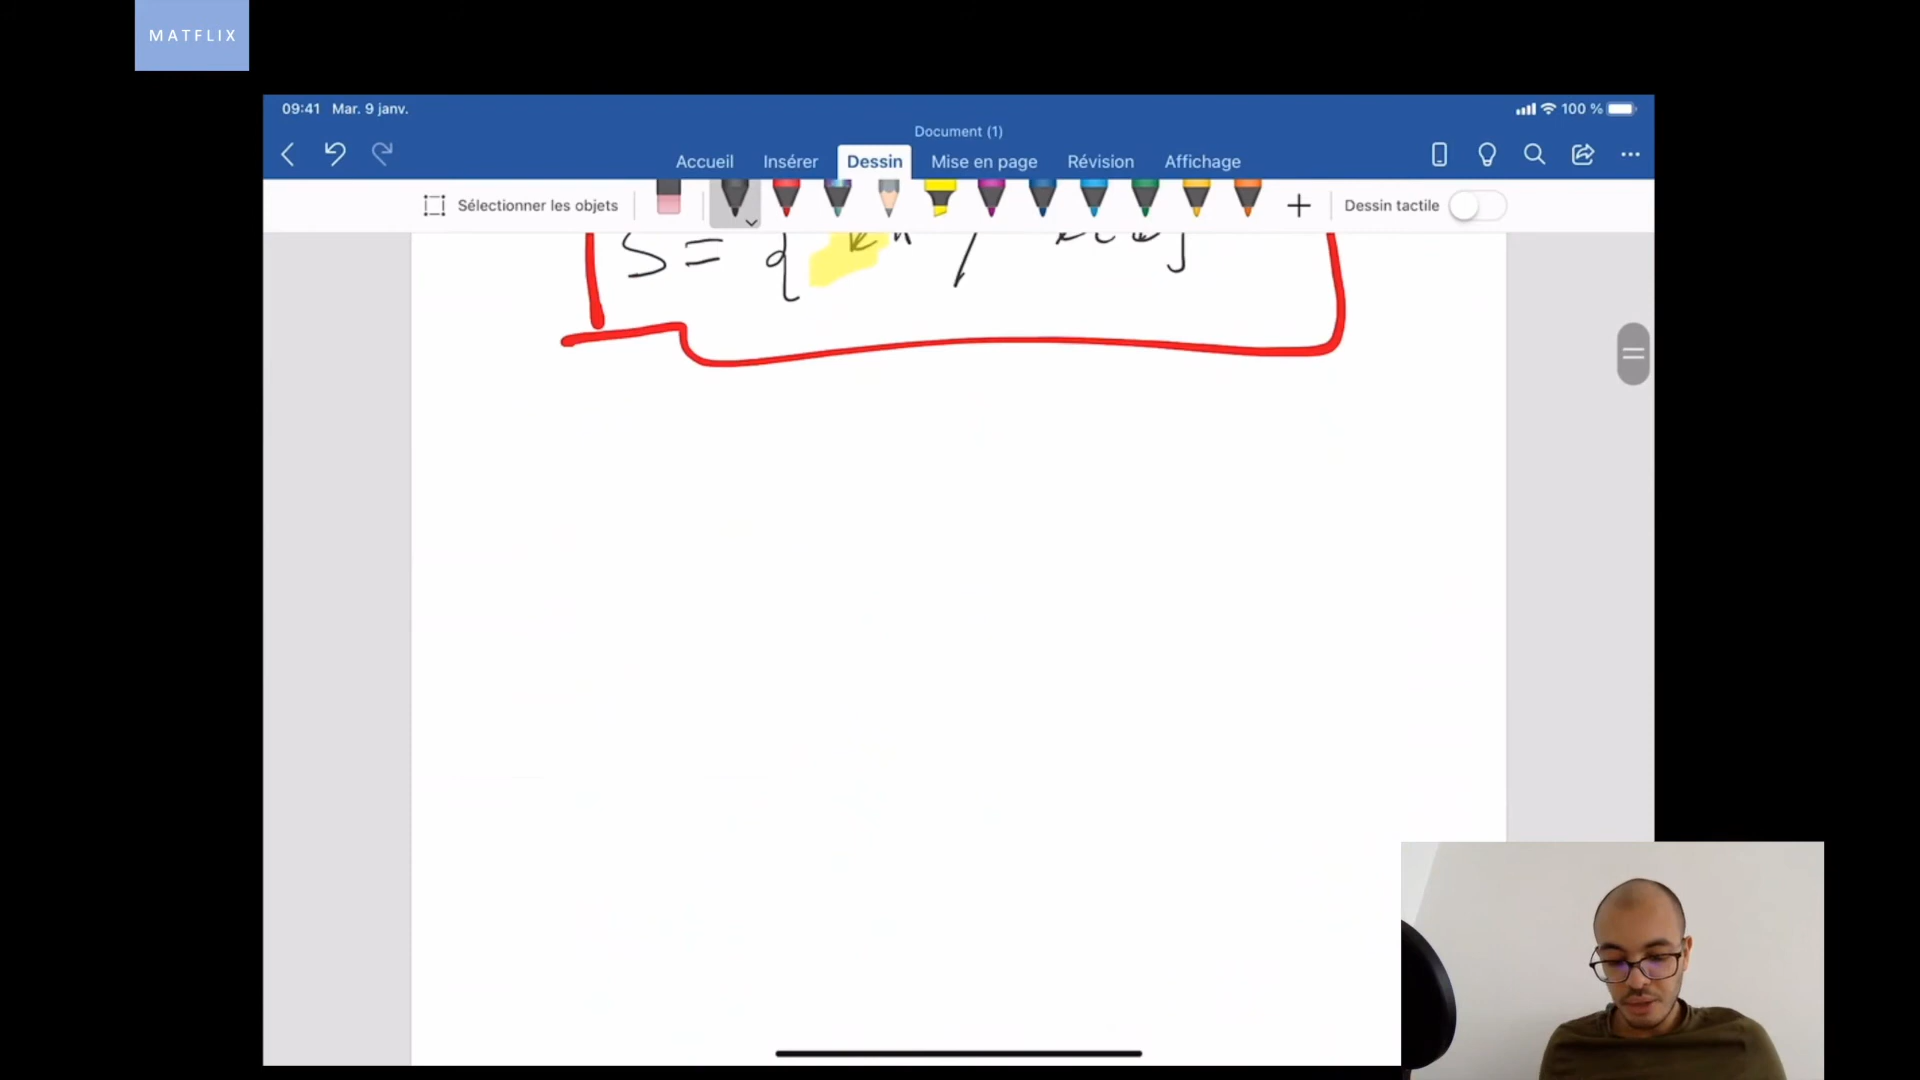 MATFLIX
09:41 Mar. 9 janv.
100 %
Document (1)
Accueil Insérer Dessin Mise en page Révision Affichage
Sélectionner les objets
Dessin tactile
S = {